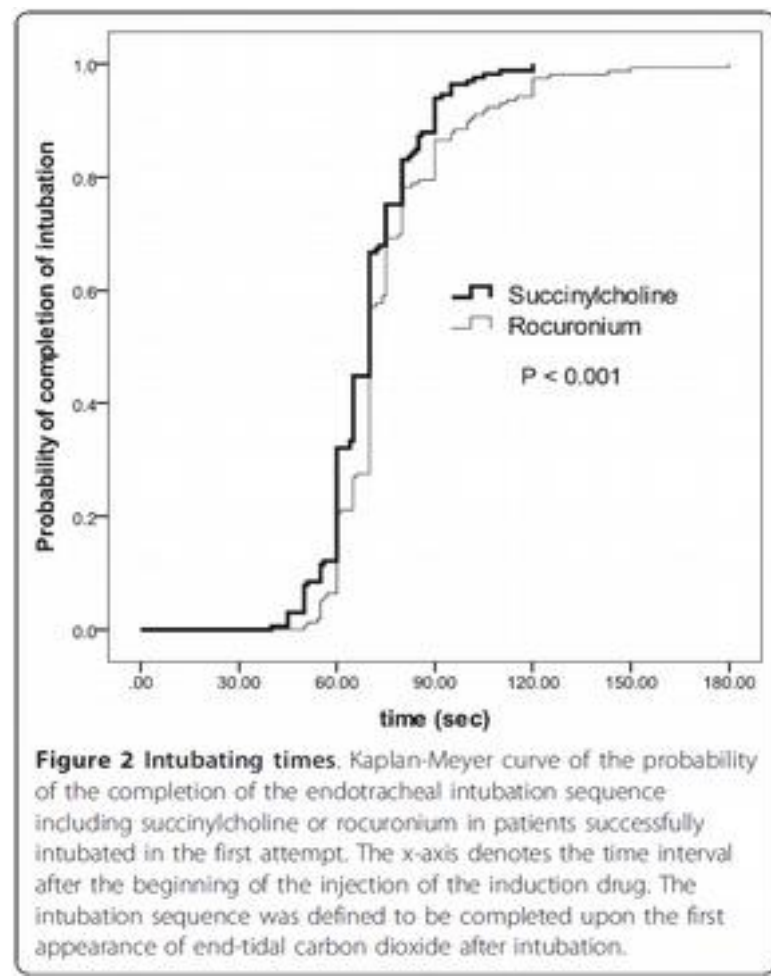 1.0
0.8
0.6
0.4
0.2
0.0
Probability of completion of intubation
Succinylcholine
Rocuronium
P < 0.001
.00 30.00 60.00 90.00 120.00 150.00 180.00
time (sec)
Figure 2 Intubating times. Kaplan-Meyer curve of the probability
of the completion of the endotracheal intubation sequence
including succinylcholine or rocuronium in patients successfully
intubated in the first attempt. The x-axis denotes the time interval
after the beginning of the injection of the induction drug. The
intubation sequence was defined to be completed upon the first
appearance of end-tidal carbon dioxide after intubation.